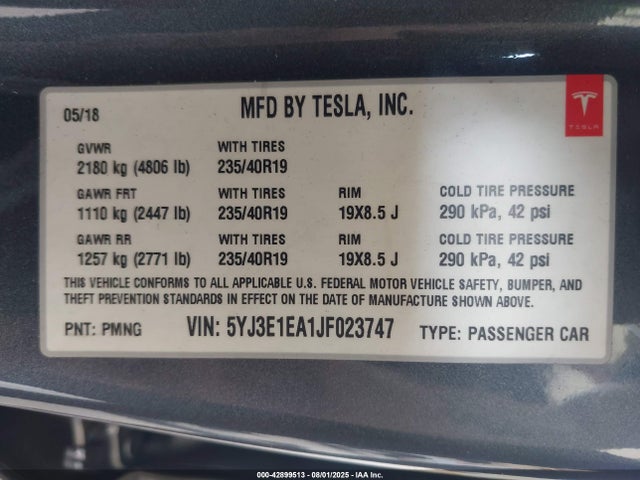 05/18 MFD BY TESLA, INC.
TESLA
GVWR WITH TIRES
2180 kg (4806 lb) 235/40R19
GAWR FRT WITH TIRES RIM COLD TIRE PRESSURE
1110 kg (2447 lb) 235/40R19 19X8.5 J 290 kPa, 42 psi
GAWR RR WITH TIRES RIM COLD TIRE PRESSURE
1257 kg (2771 lb) 235/40R19 19X8.5 J 290 kPa, 42 psi
THIS VEHICLE CONFORMS TO ALL APPLICABLE U.S. FEDERAL MOTOR VEHICLE SAFETY, BUMPER, AND
THEFT PREVENTION STANDARDS IN EFFECT ON THE DATE OF MANUFACTURE SHOWN ABOVE.
PNT: PMNG VIN: 5YJ3E1EA1JF023747 TYPE: PASSENGER CAR
000-42899513 - 08/01/2025 - IAA Inc.